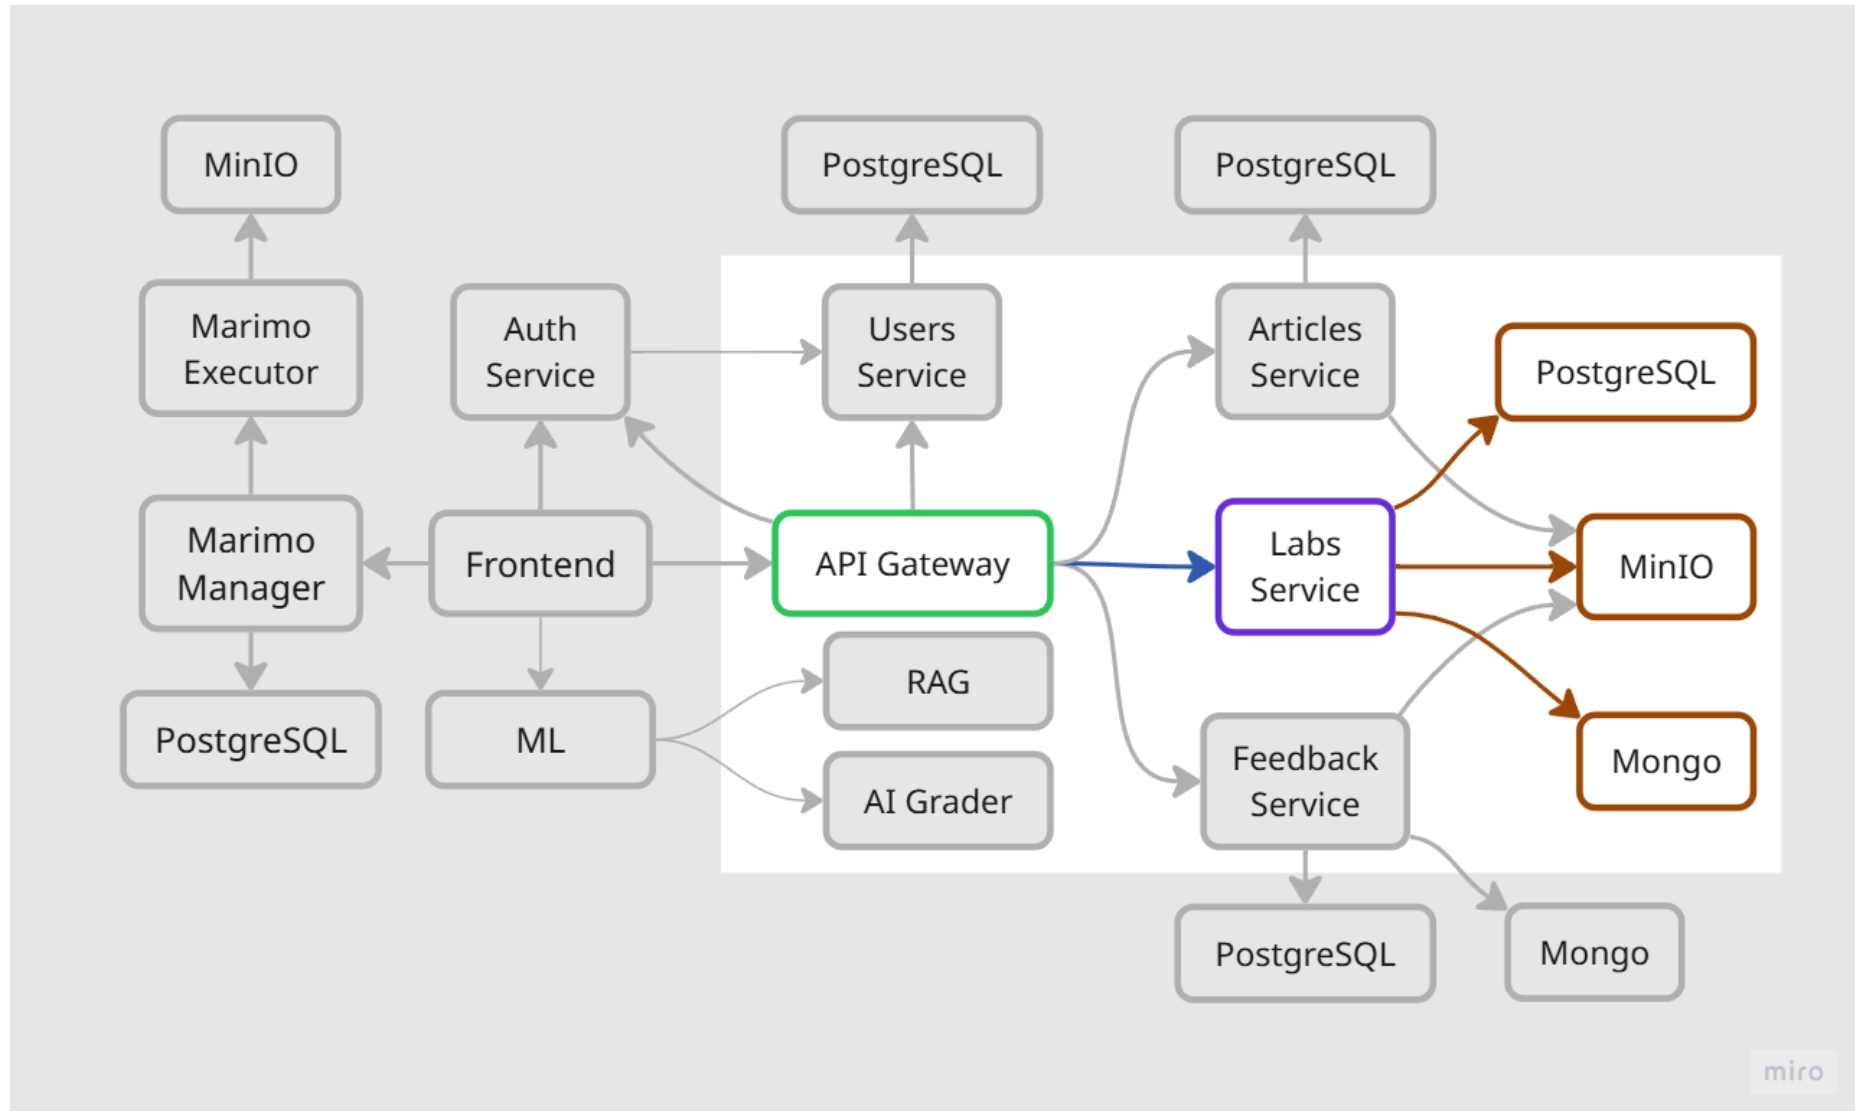 MinIO
PostgreSQL
PostgreSQL
Marimo
Executor
Auth
Service
Users
Service
Articles
Service
PostgreSQL
Marimo
Manager
Frontend
API Gateway
Labs
Service
MinIO
RAG
PostgreSQL
ML
AI Grader
Feedback
Service
Mongo
PostgreSQL
Mongo
miro